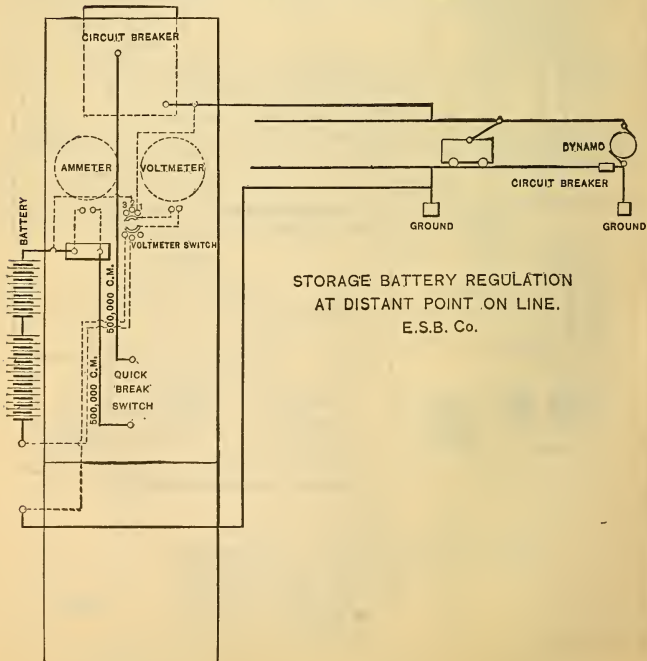 CIRCUIT BREAKER
AMMETER
VOLTMETER
DYNAMO
CIRCUIT BREAKER
GROUND
GROUND
BATTERY
3 2 1
VOLTMETER SWITCH
500,000 C.M.
500,000 C.M.
QUICK
'BREAK'
SWITCH
STORAGE BATTERY REGULATION
AT DISTANT POINT ON LINE.
E.S.B. Co.